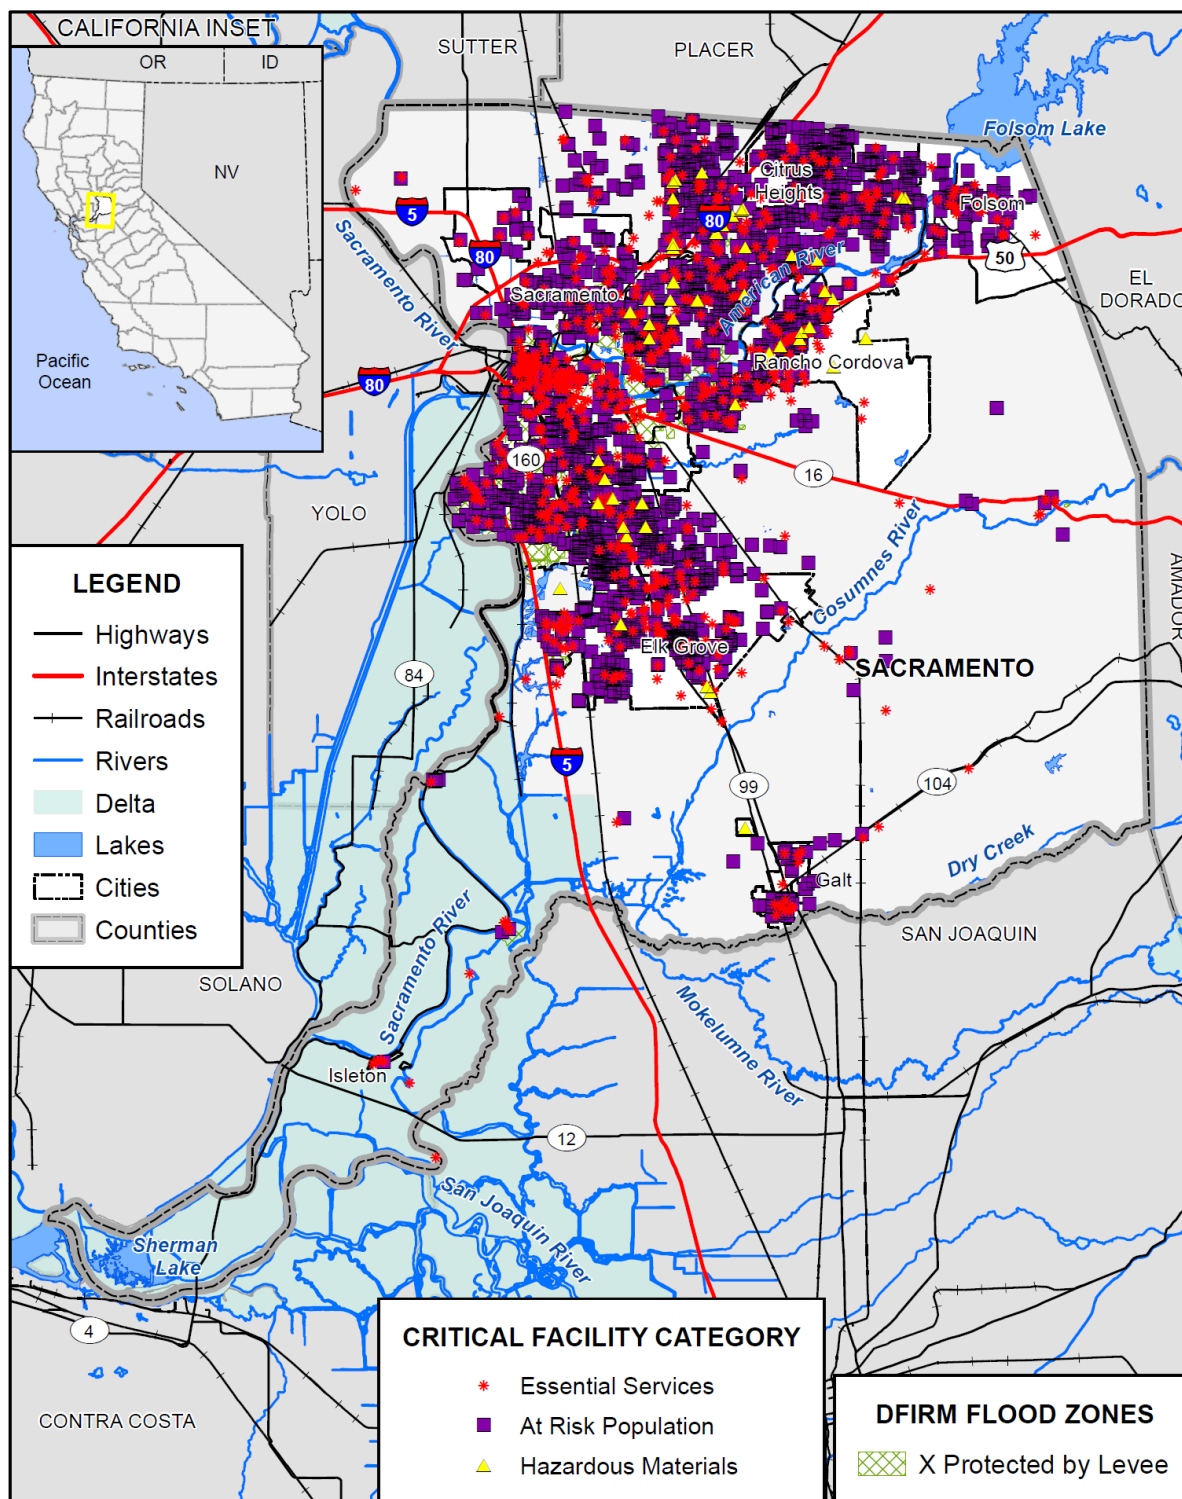 CALIFORNIA INSET
OR
ID
NV
Pacific
Ocean
SUTTER
PLACER
Folsom Lake
Citrus
Heights
Folsom
5
80
80
50
Sacramento River
American River
EL
DORADO
Sacramento
Rancho Cordova
80
160
16
YOLO
Cosumnes River
AMADOR
LEGEND
Highways
Interstates
Railroads
Rivers
Delta
Lakes
Cities
Counties
Elk Grove
SACRAMENTO
84
5
99
104
Dry Creek
Galt
SAN JOAQUIN
SOLANO
Sacramento River
Mokelumne River
Isleton
12
San Joaquin River
Sherman
Lake
4
CONTRA COSTA
CRITICAL FACILITY CATEGORY
Essential Services
At Risk Population
Hazardous Materials
DFIRM FLOOD ZONES
X Protected by Levee